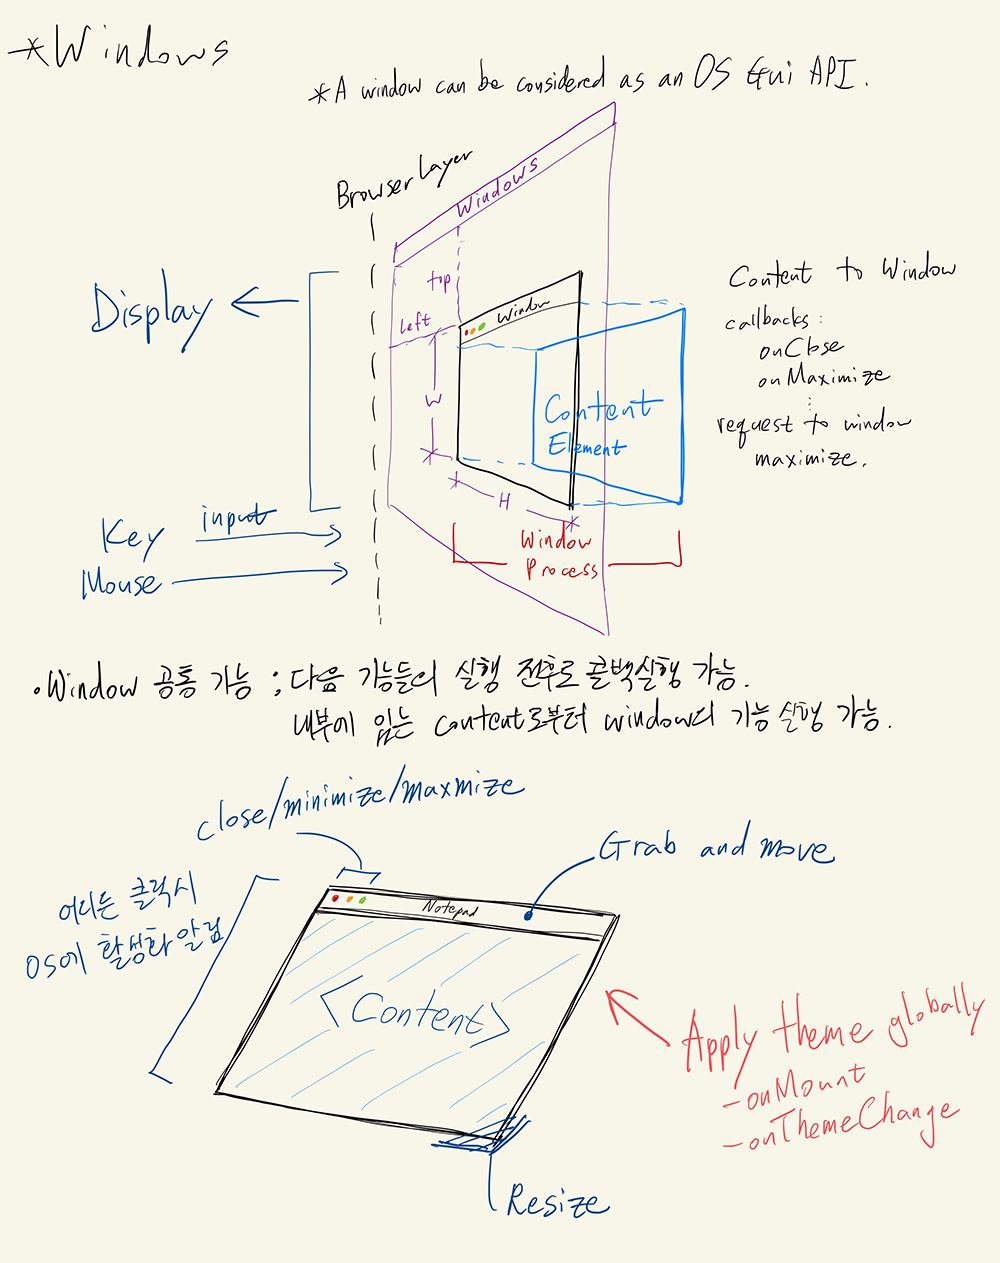 *Windows
*A window can be considered as an OS Gui API.
Browser Layer
Windows
top
Left
Window
W
H
Content
Element
Window
Process
Display
Key
input
Mouse
Content to Window
callbacks:
onClose
onMaximize
request to window
maximize.
•Window 공통 기능 ; 다음 기능들의 실행 전후로 콜백실행 가능.
내부에 있는 content로부터 window의 기능 실행 가능.
close/minimize/maxmize
Grab and move
어디든 클릭시
OS에 활성화 알림
Notepad
<Content>
Apply theme globally
-onMount
-onThemeChange
Resize